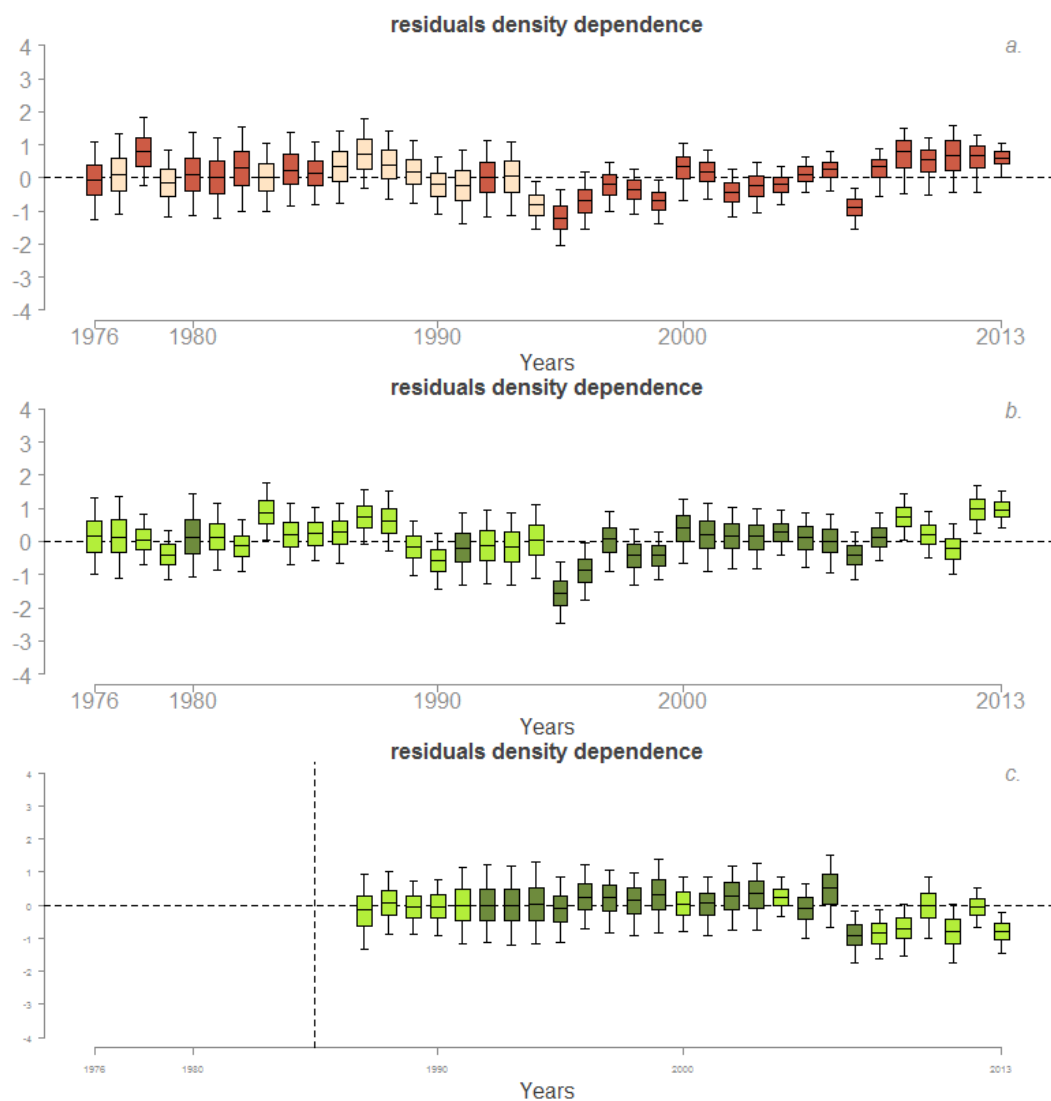 residuals density dependence
a.
4
3
2
1
0
-1
-2
-3
-4
1976 1980 1990 2000 2013
Years
residuals density dependence
b.
4
3
2
1
0
-1
-2
-3
-4
1976 1980 1990 2000 2013
Years
residuals density dependence
c.
4
3
2
1
0
-1
-2
-3
-4
1976 1980 1990 2000 2013
Years